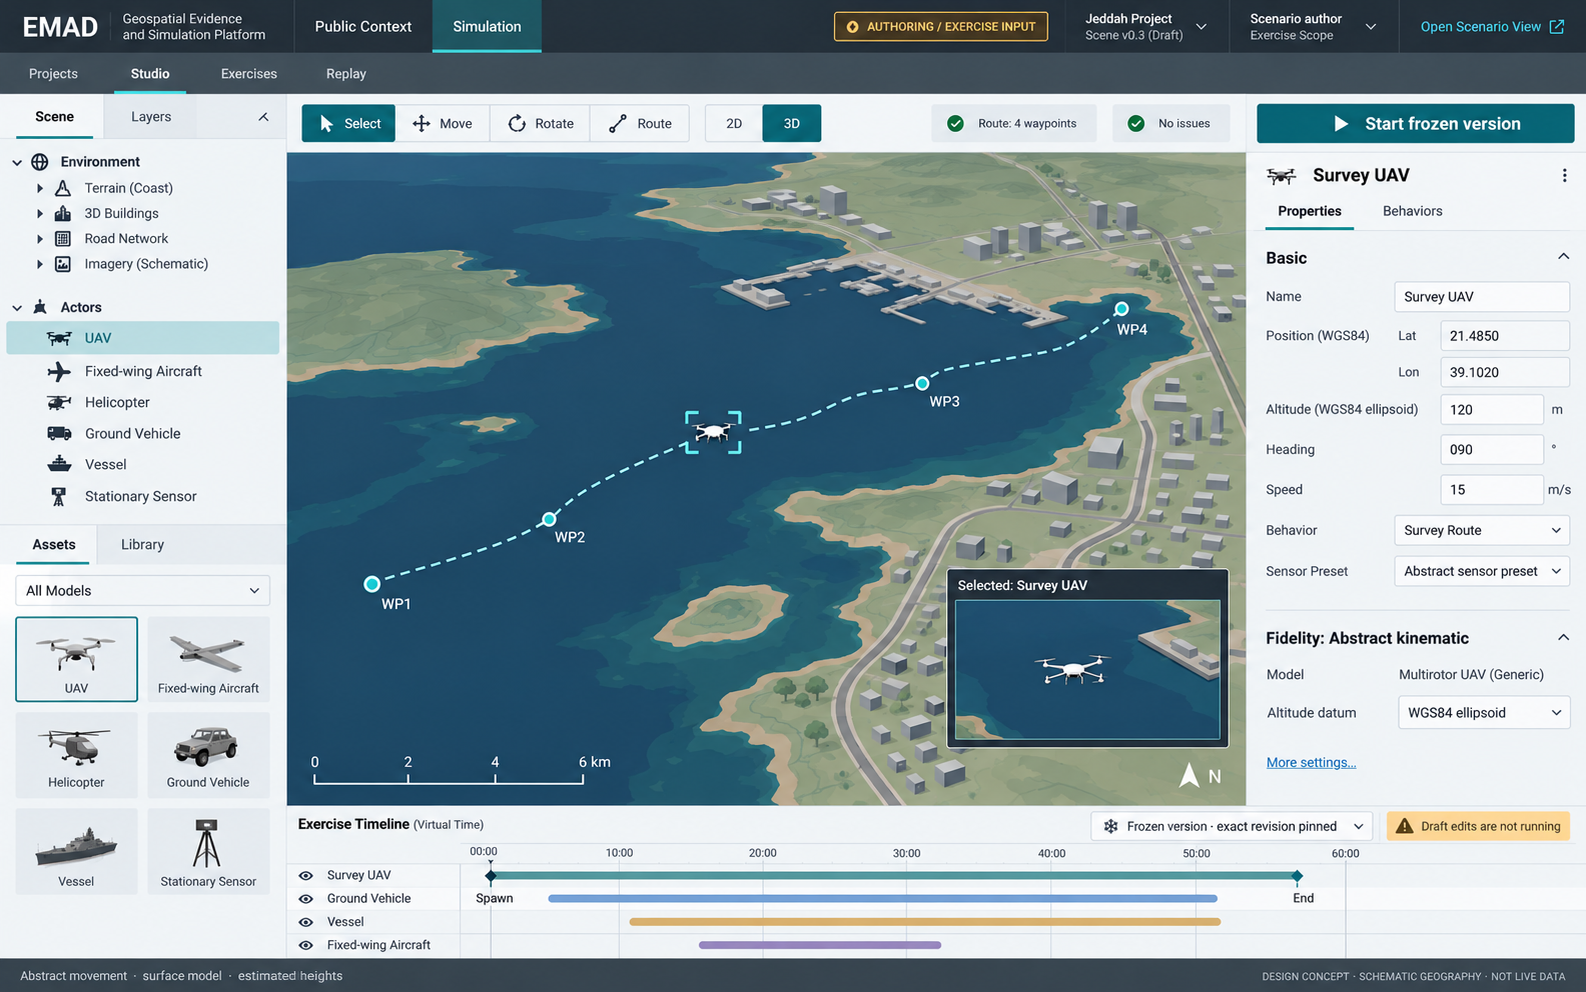 EMAD
Geospatial Evidence
and Simulation Platform
Public Context
Simulation
AUTHORING / EXERCISE INPUT
Jeddah Project
Scene v0.3 (Draft)
Scenario author
Exercise Scope
Open Scenario View
Projects
Studio
Exercises
Replay
Scene
Layers
Environment
Terrain (Coast)
3D Buildings
Road Network
Imagery (Schematic)
Actors
UAV
Fixed-wing Aircraft
Helicopter
Ground Vehicle
Vessel
Stationary Sensor
Assets
Library
All Models
UAV
Fixed-wing Aircraft
Helicopter
Ground Vehicle
Vessel
Stationary Sensor
Select
Move
Rotate
Route
2D
3D
Route: 4 waypoints
No issues
WP1
WP2
WP3
WP4
Selected: Survey UAV
0 2 4 6 km
N
Start frozen version
Survey UAV
Properties
Behaviors
Basic
Name
Survey UAV
Position (WGS84)
Lat
21.4850
Lon
39.1020
Altitude (WGS84 ellipsoid)
120
m
Heading
090
°
Speed
15
m/s
Behavior
Survey Route
Sensor Preset
Abstract sensor preset
Fidelity: Abstract kinematic
Model
Multirotor UAV (Generic)
Altitude datum
WGS84 ellipsoid
More settings...
Exercise Timeline (Virtual Time)
Frozen version · exact revision pinned
Draft edits are not running
00:00 10:00 20:00 30:00 40:00 50:00 60:00
Survey UAV
Ground Vehicle
Spawn
End
Vessel
Fixed-wing Aircraft
Abstract movement · surface model · estimated heights
DESIGN CONCEPT · SCHEMATIC GEOGRAPHY · NOT LIVE DATA